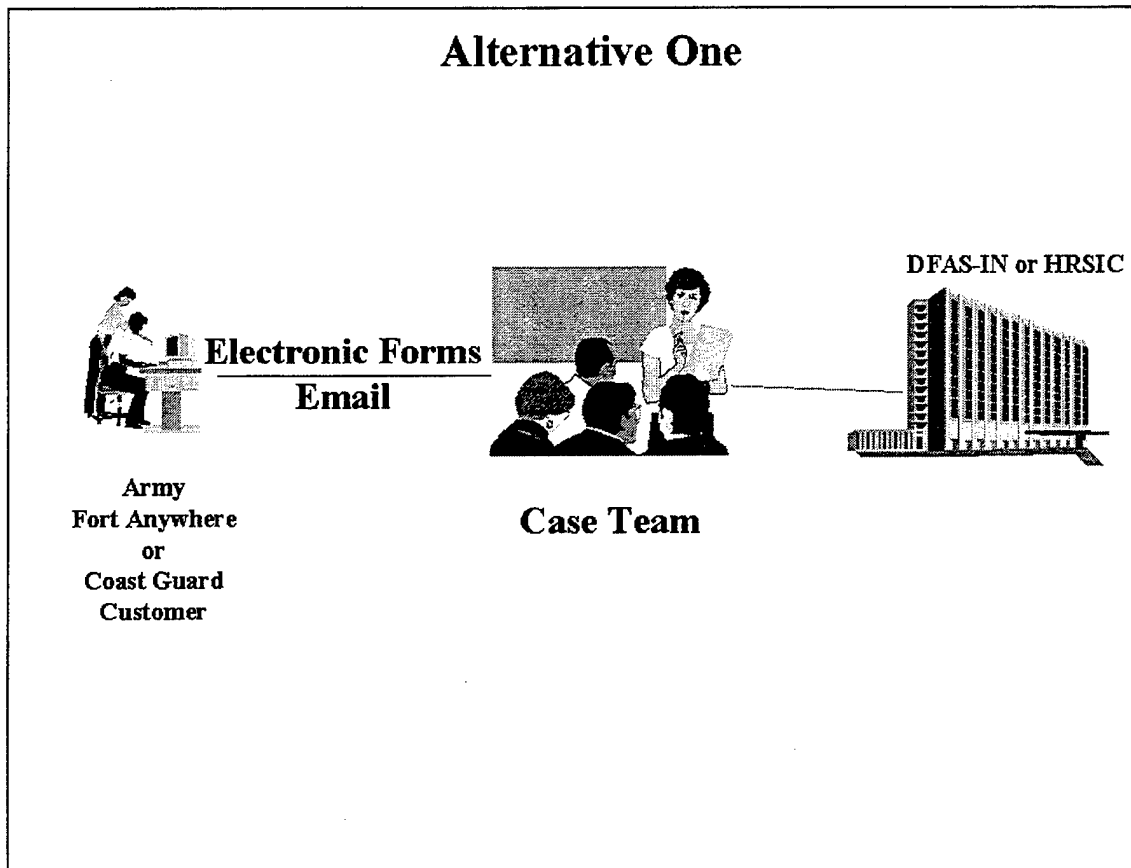 Alternative One
DFAS-IN or HRSIC
Electronic Forms
Email
Army
Fort Anywhere
or
Coast Guard
Customer
Case Team